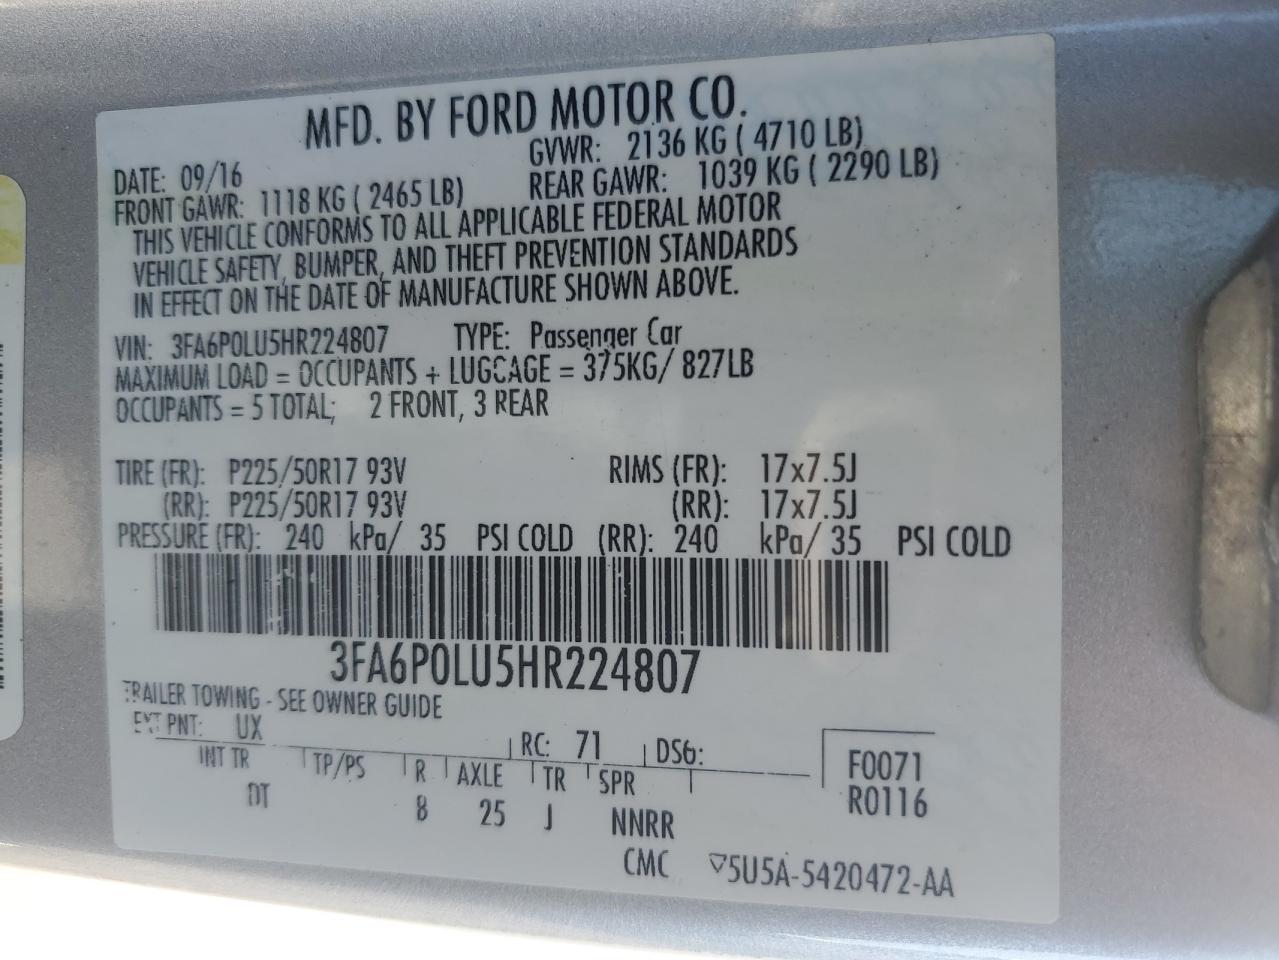 MFD. BY FORD MOTOR CO.
DATE: 09/16 GVWR: 2136 KG ( 4710 LB)
FRONT GAWR: 1118 KG ( 2465 LB) REAR GAWR: 1039 KG ( 2290 LB)
THIS VEHICLE CONFORMS TO ALL APPLICABLE FEDERAL MOTOR
VEHICLE SAFETY, BUMPER, AND THEFT PREVENTION STANDARDS
IN EFFECT ON THE DATE OF MANUFACTURE SHOWN ABOVE.
VIN: 3FA6P0LU5HR224807 TYPE: Passenger Car
MAXIMUM LOAD = OCCUPANTS + LUGGAGE = 375KG/ 827LB
OCCUPANTS = 5 TOTAL; 2 FRONT, 3 REAR
TIRE (FR): P225/50R17 93V RIMS (FR): 17x7.5J
(RR): P225/50R17 93V (RR): 17x7.5J
PRESSURE (FR): 240 kPa/ 35 PSI COLD (RR): 240 kPa/ 35 PSI COLD
3FA6P0LU5HR224807
TRAILER TOWING - SEE OWNER GUIDE
EXT PNT: UX RC: 71 DSO:
INT TR TP/PS R AXLE TR SPR F0071
DT 8 25 J NNRR R0116
CMC ▽5U5A-5420472-AA